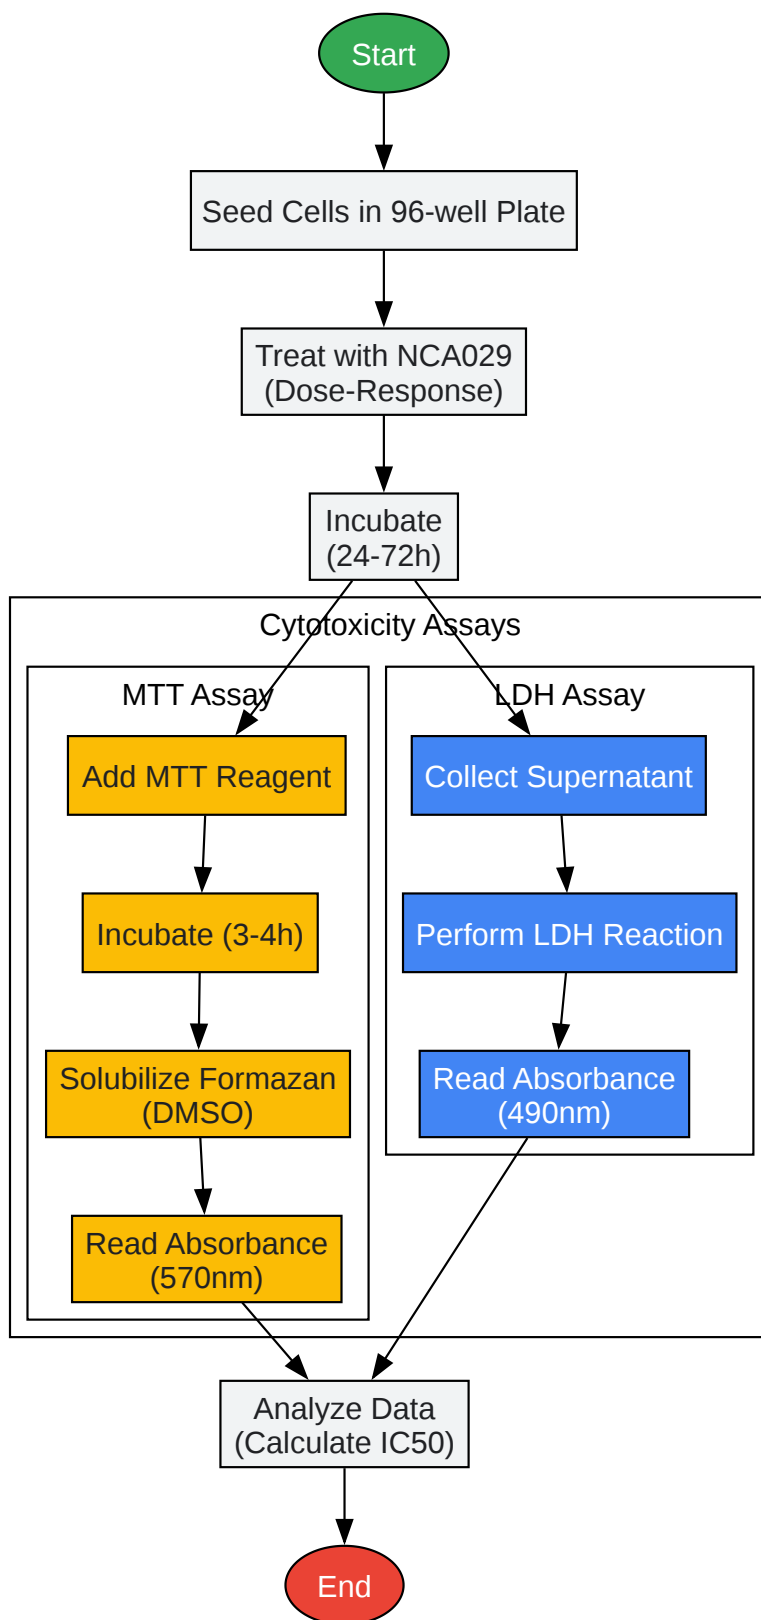 Start
Seed Cells in 96-well Plate
Treat with NCA029
(Dose-Response)
Incubate
(24-72h)
Cytotoxicity Assays
MTT Assay
Add MTT Reagent
Incubate (3-4h)
Solubilize Formazan
(DMSO)
Read Absorbance
(570nm)
LDH Assay
Collect Supernatant
Perform LDH Reaction
Read Absorbance
(490nm)
Analyze Data
(Calculate IC50)
End